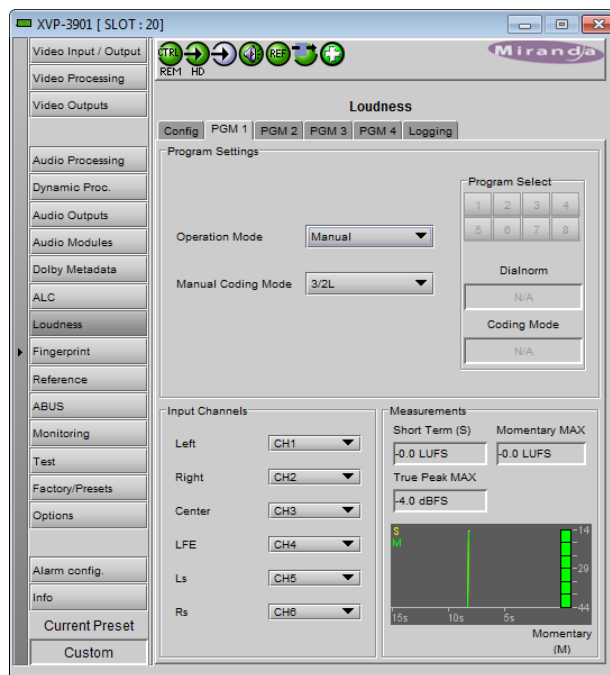 XVP-3901 [ SLOT : 20]
Video Input / Output
Video Processing
Video Outputs
Audio Processing
Dynamic Proc.
Audio Outputs
Audio Modules
Dolby Metadata
ALC
Loudness
Fingerprint
Reference
ABUS
Monitoring
Test
Factory/Presets
Options
Alarm config.
Info
Current Preset
Custom
CTRL REF
REM HD
Miranda
Loudness
Config PGM 1 PGM 2 PGM 3 PGM 4 Logging
Program Settings
Operation Mode Manual
Manual Coding Mode 3/2L
Program Select
1 2 3 4
5 6 7 8
Dialnorm
N/A
Coding Mode
N/A
Input Channels
Left CH1
Right CH2
Center CH3
LFE CH4
Ls CH5
Rs CH6
Measurements
Short Term (S) Momentary MAX
-0.0 LUFS -0.0 LUFS
True Peak MAX
-4.0 dBFS
S
M
-14
-29
-44
15s 10s 5s
Momentary
(M)